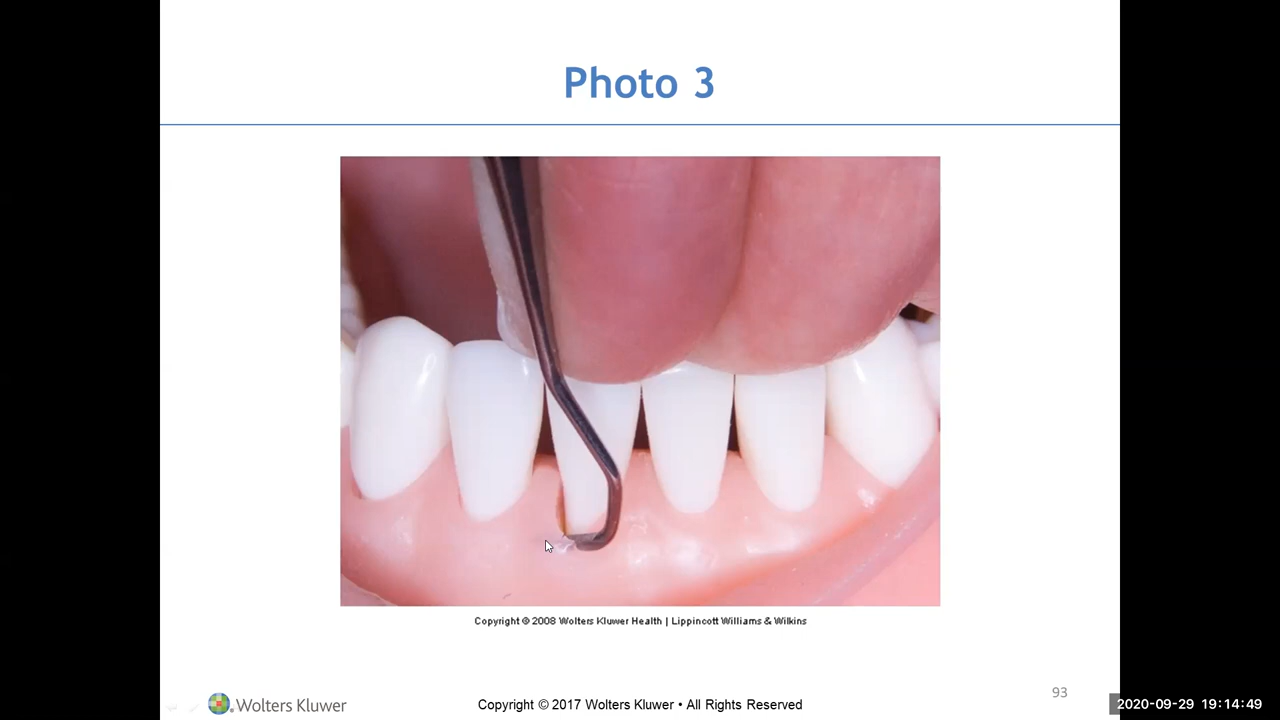 Photo 3
Copyright © 2008 Wolters Kluwer Health | Lippincott Williams & Wilkins
93
Wolters Kluwer
Copyright © 2017 Wolters Kluwer • All Rights Reserved
2020-09-29 19:14:49